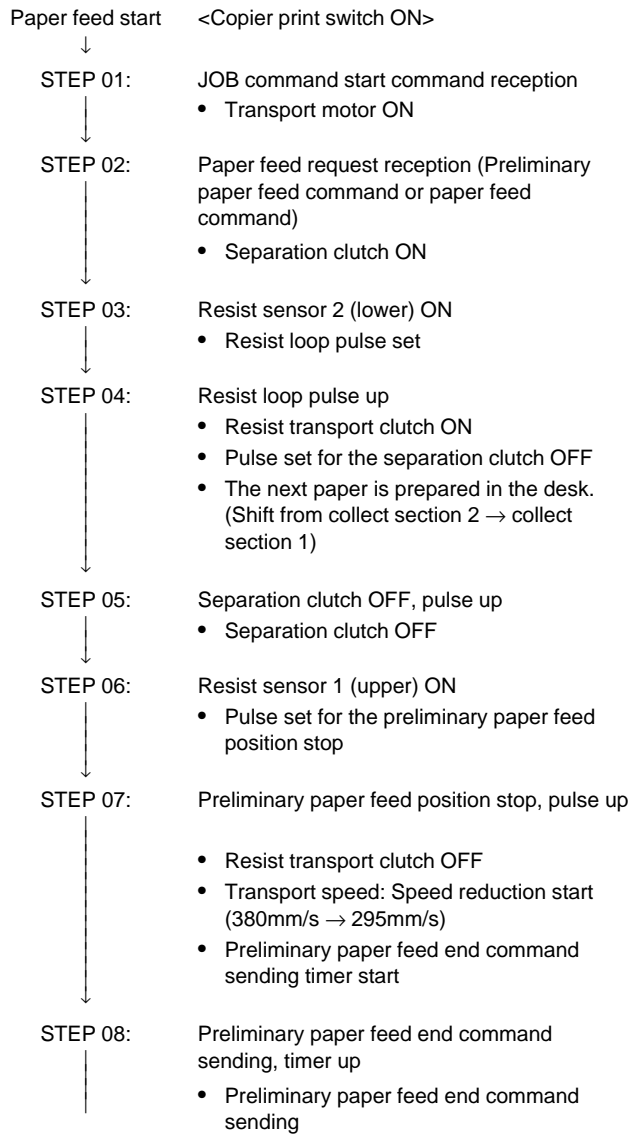 Paper feed start <Copier print switch ON>
↓
STEP 01: JOB command start command reception
• Transport motor ON
STEP 02: Paper feed request reception (Preliminary
paper feed command or paper feed
command)
• Separation clutch ON
STEP 03: Resist sensor 2 (lower) ON
• Resist loop pulse set
STEP 04: Resist loop pulse up
• Resist transport clutch ON
• Pulse set for the separation clutch OFF
• The next paper is prepared in the desk.
(Shift from collect section 2 → collect
section 1)
STEP 05: Separation clutch OFF, pulse up
• Separation clutch OFF
STEP 06: Resist sensor 1 (upper) ON
• Pulse set for the preliminary paper feed
position stop
STEP 07: Preliminary paper feed position stop, pulse up
• Resist transport clutch OFF
• Transport speed: Speed reduction start
(380mm/s → 295mm/s)
• Preliminary paper feed end command
sending timer start
STEP 08: Preliminary paper feed end command
sending, timer up
• Preliminary paper feed end command
sending